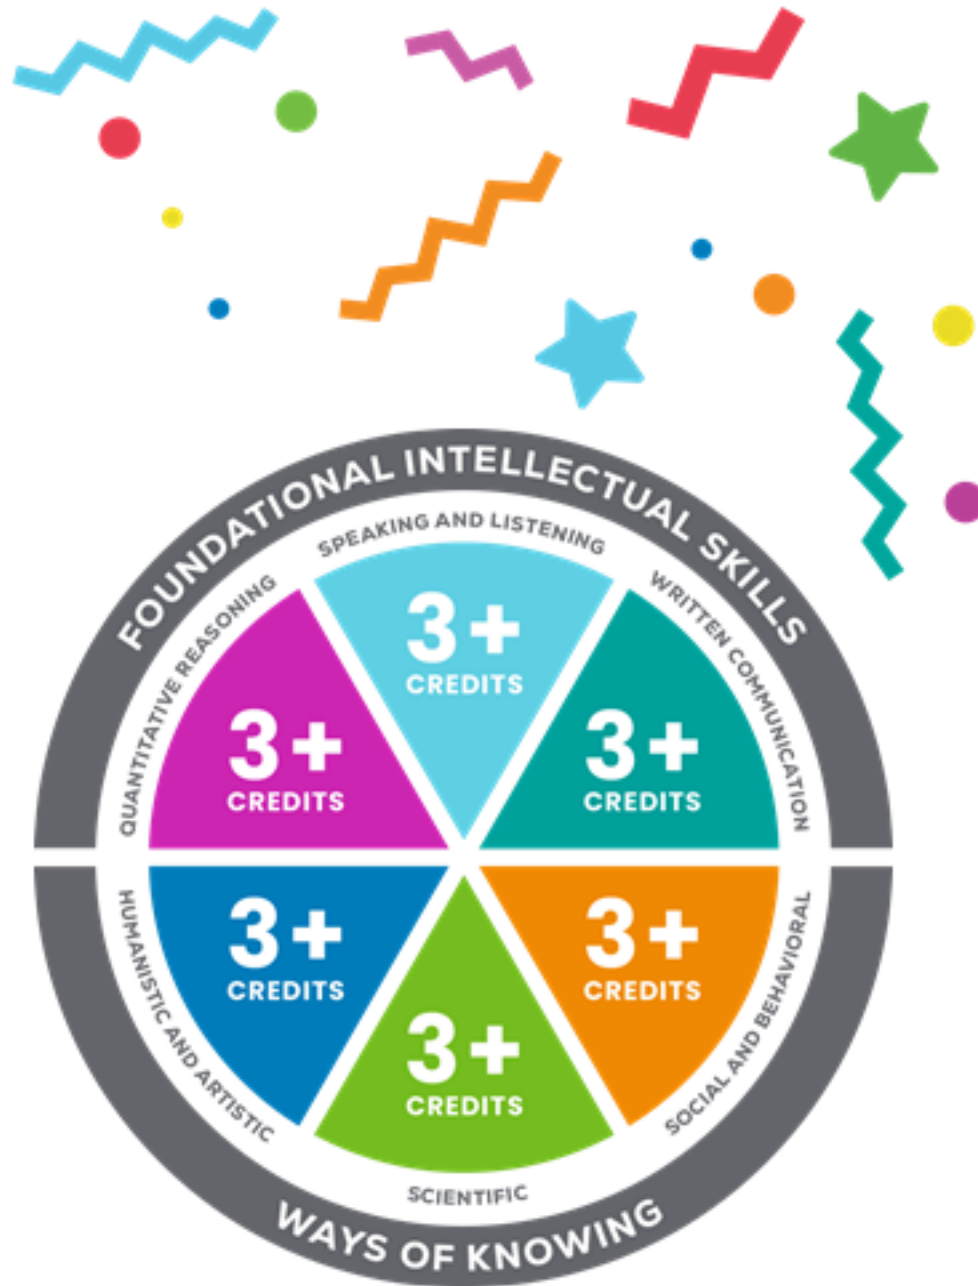 FOUNDATIONAL INTELLECTUAL SKILLS
SPEAKING AND LISTENING
3+
CREDITS
QUANTITATIVE REASONING
3+
CREDITS
WRITTEN COMMUNICATION
3+
CREDITS
HUMANISTIC AND ARTISTIC
3+
CREDITS
SOCIAL AND BEHAVIORAL
3+
CREDITS
3+
CREDITS
SCIENTIFIC
WAYS OF KNOWING